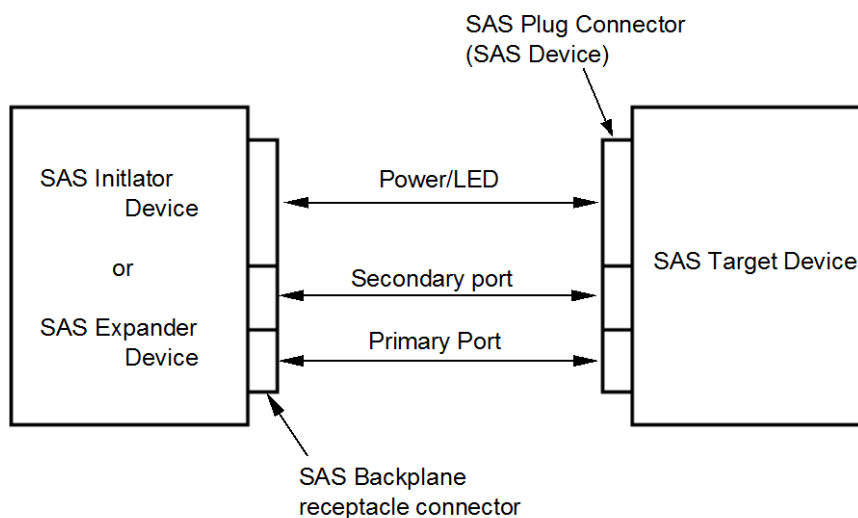 SAS Plug Connector
(SAS Device)
SAS Initlator
Device
or
SAS Expander
Device
Power/LED
Secondary port
Primary Port
SAS Target Device
SAS Backplane
receptacle connector